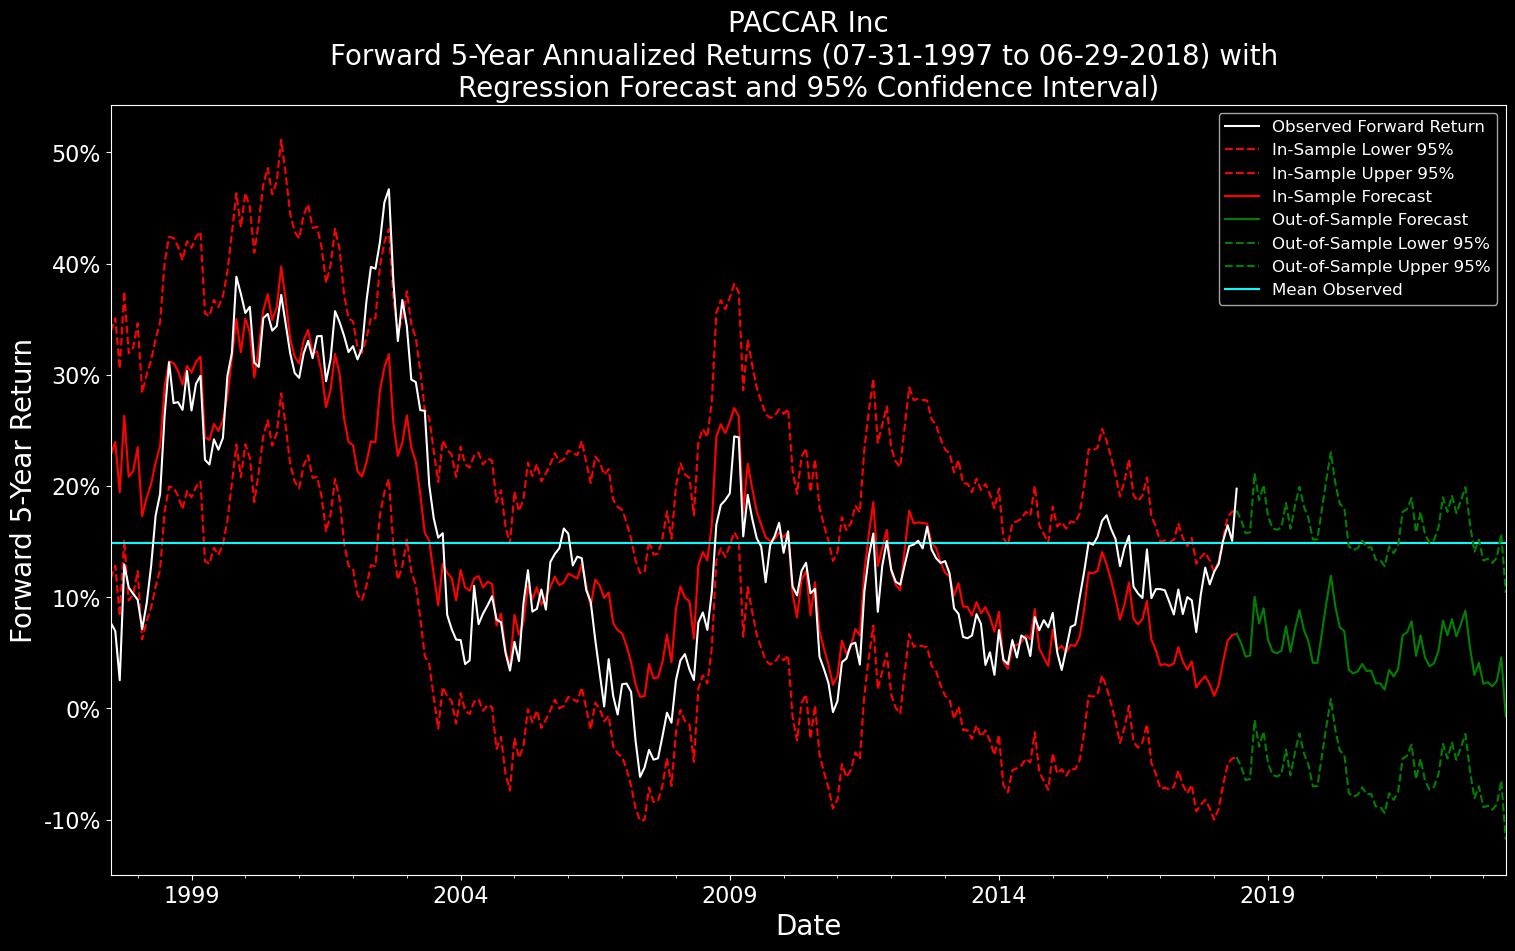 PACCAR Inc
Forward 5-Year Annualized Returns (07-31-1997 to 06-29-2018) with
Regression Forecast and 95% Confidence Interval)
Observed Forward Return
In-Sample Lower 95%
In-Sample Upper 95%
In-Sample Forecast
Out-of-Sample Forecast
Out-of-Sample Lower 95%
Out-of-Sample Upper 95%
Mean Observed
Forward 5-Year Return
50%
40%
30%
20%
10%
0%
-10%
1999
2004
2009
2014
2019
Date